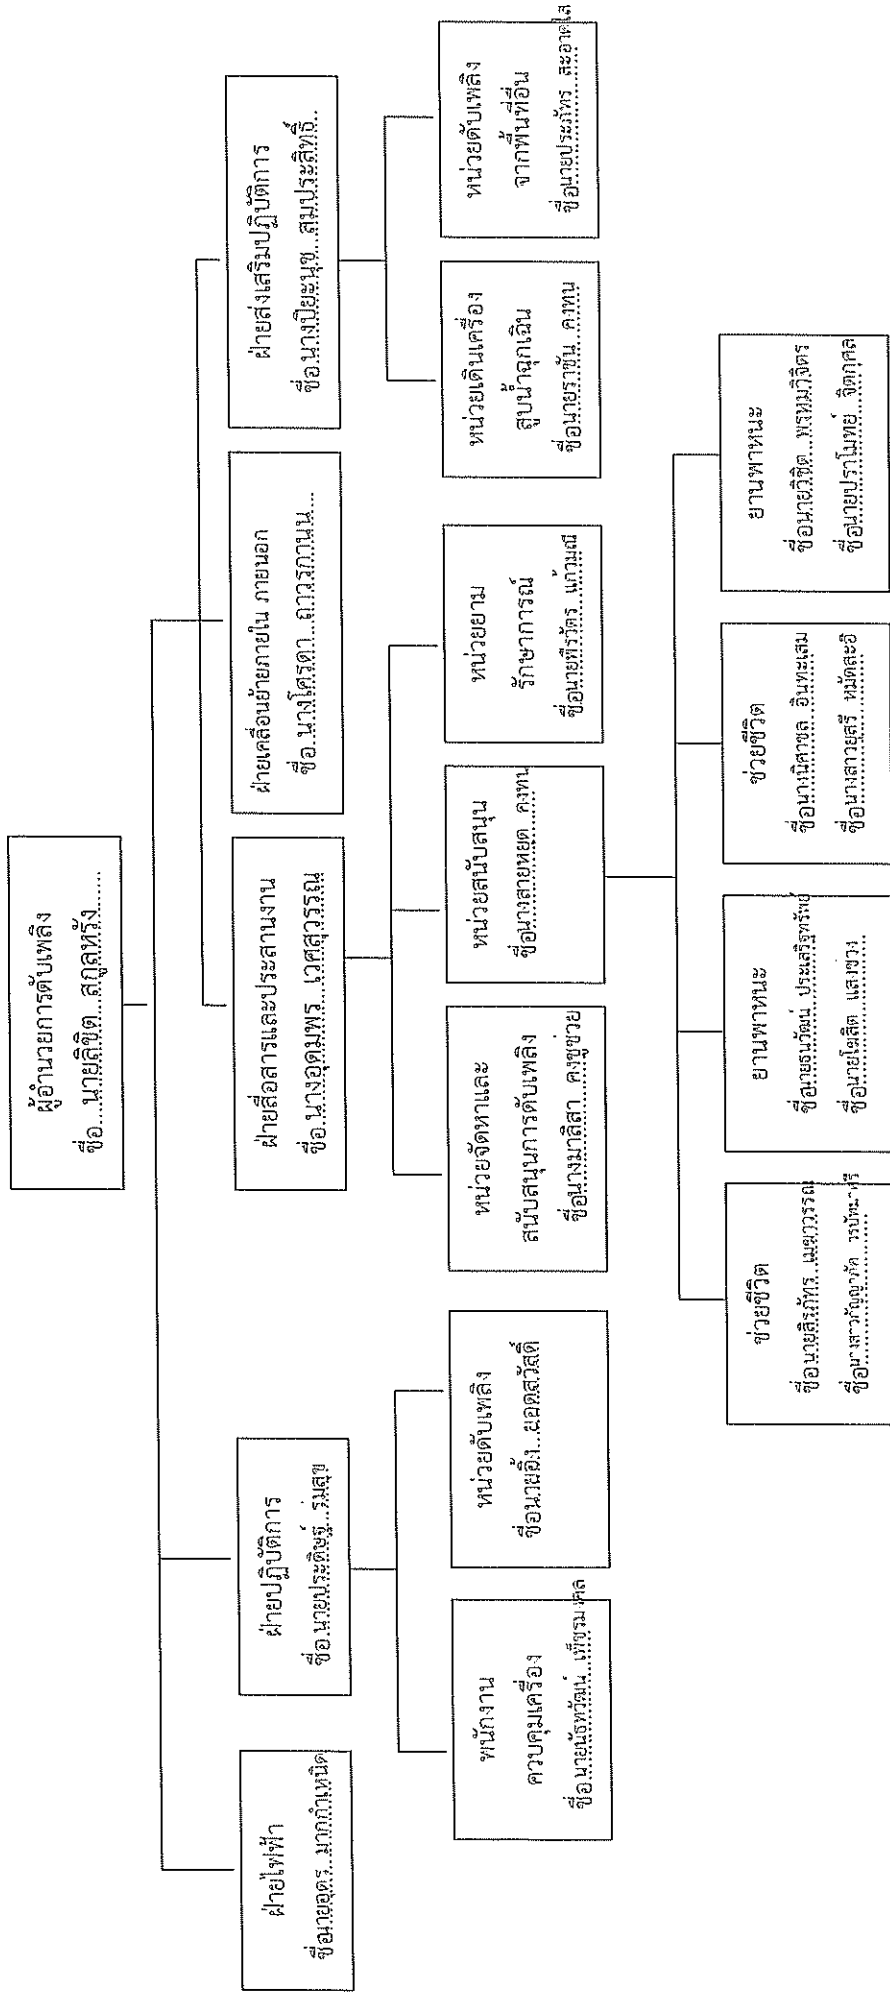 ผู้อำนวยการดับเพลิง
ชื่อ....นายลิขิต...สกูลหรัง........
ฝ่ายไฟฟ้า
ชื่อนายอุดร...มากกำเหนิด
ฝ่ายปฏิบัติการ
ชื่อ.นายประดิษฐ์...ร่มสุข
ฝ่ายสื่อสารและประสานงาน
ชื่อ.นางอุดมพร...เวศสุวรรณ
ฝ่ายเคลื่อนย้ายภายใน ภายนอก
ชื่อ..นางโศรดา...ถาวรกานน...
ฝ่ายส่งเสริมปฏิบัติการ
ชื่อ.นางปิยะนุช...สมประสิทธิ์..
พนักงาน
ควบคุมเครื่อง
ชื่อ.นายนัธทวัฒน์ เพ็ชรมงคล
หน่วยดับเพลิง
ชื่อนายอิ้ง...ยอดสวัสดิ์
หน่วยจัดหาและ
สนับสนุนการดับเพลิง
ชื่อนางมาลิสา คงชูช่วย
หน่วยสนับสนุน
ชื่อนางสายหยุด คงทน
หน่วยยาม
รักษาการณ์
ชื่อนายพีรวัตร แก้วมณี
หน่วยเดินเครื่อง
สูบน้ำฉุกเฉิน
ชื่อนายราชัน คงทน
หน่วยดับเพลิง
จากพื้นที่อื่น
ชื่อนายประภัทร สะอาดใส
ช่วยชีวิต
ชื่อนายสิรภัทร...เมฆาวรรณ
ชื่อนางสาวกัญญาภัค
ยานพาหนะ
ชื่อนายธนวัฒน์ ประเสริฐทรัพย์
ชื่อนายโฆสิต แสงช่วง
ช่วยชีวิต
ชื่อนางนิศาชล อินทะเสม
ชื่อนางสาวยุสรี หมัดสะอิ
ยานพาหนะ
ชื่อนายวิชิต...พรหมวิจิตร
ชื่อนายปราโมทย์ จิตกุศล